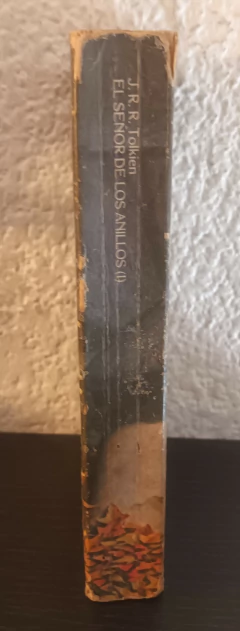 J. R. R. Tolkien
EL SEÑOR DE LOS ANILLOS (I)